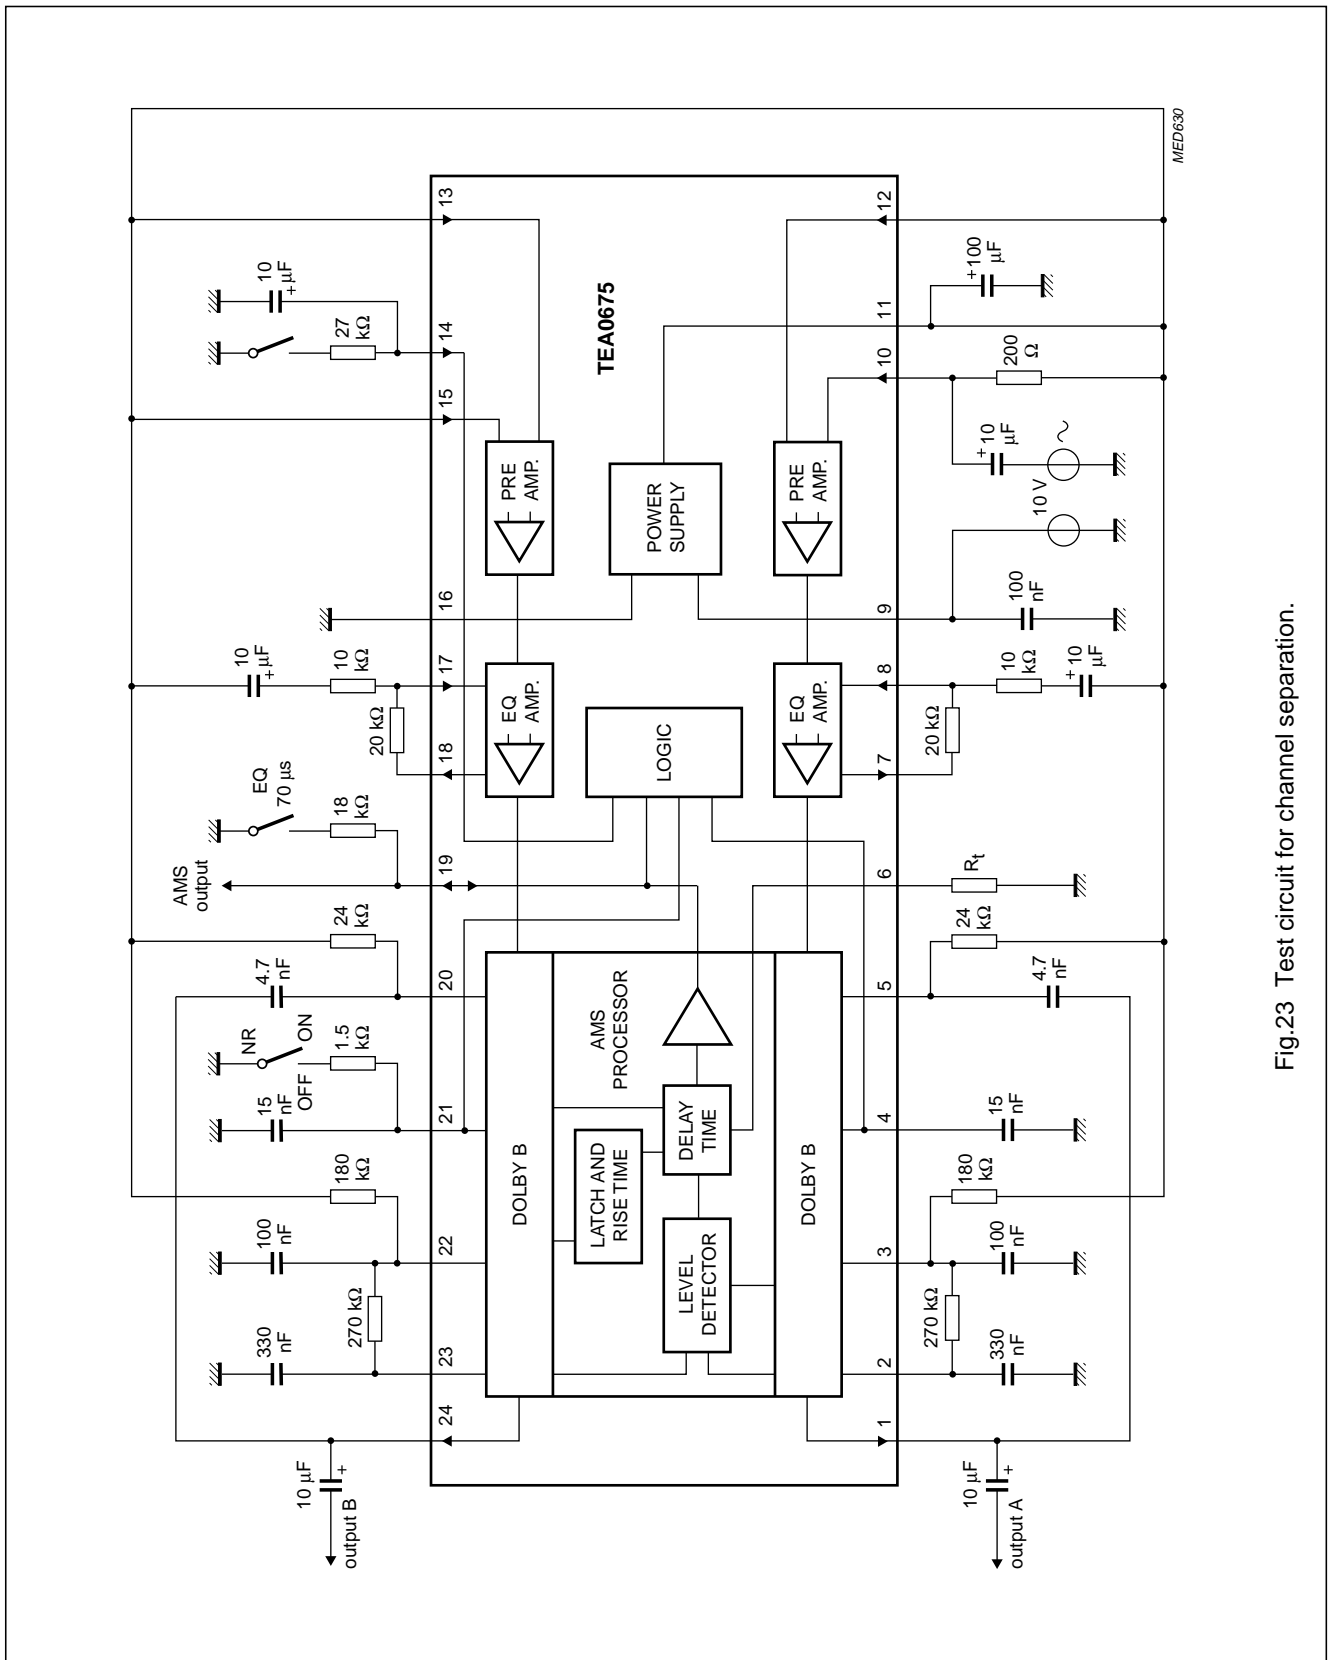 MED630
13
12
10
µF
+
+100
µF
TEA0675
11
14
27
kΩ
10
200
Ω
15
+10
µF
PRE
AMP.
POWER
SUPPLY
PRE
AMP.
10 V
16
9
100
nF
10
µF
+
10
kΩ
17
8
10
kΩ
+10
µF
EQ
AMP.
EQ
AMP.
20 kΩ
18
LOGIC
7
20 kΩ
EQ
70 µs
18
kΩ
AMS
output
19
6
Rt
24
kΩ
24
kΩ
4.7
nF
20
5
4.7
nF
AMS
PROCESSOR
NR
ON
OFF
1.5
kΩ
15
nF
21
DELAY
TIME
4
15
nF
DOLBY B
LATCH AND
RISE TIME
DOLBY B
180
kΩ
180
kΩ
100
nF
22
3
100
nF
LEVEL
DETECTOR
270 kΩ
270 kΩ
330
nF
23
2
330
nF
24
1
10 µF
+
output B
10 µF
+
output A
Fig.23 Test circuit for channel separation.